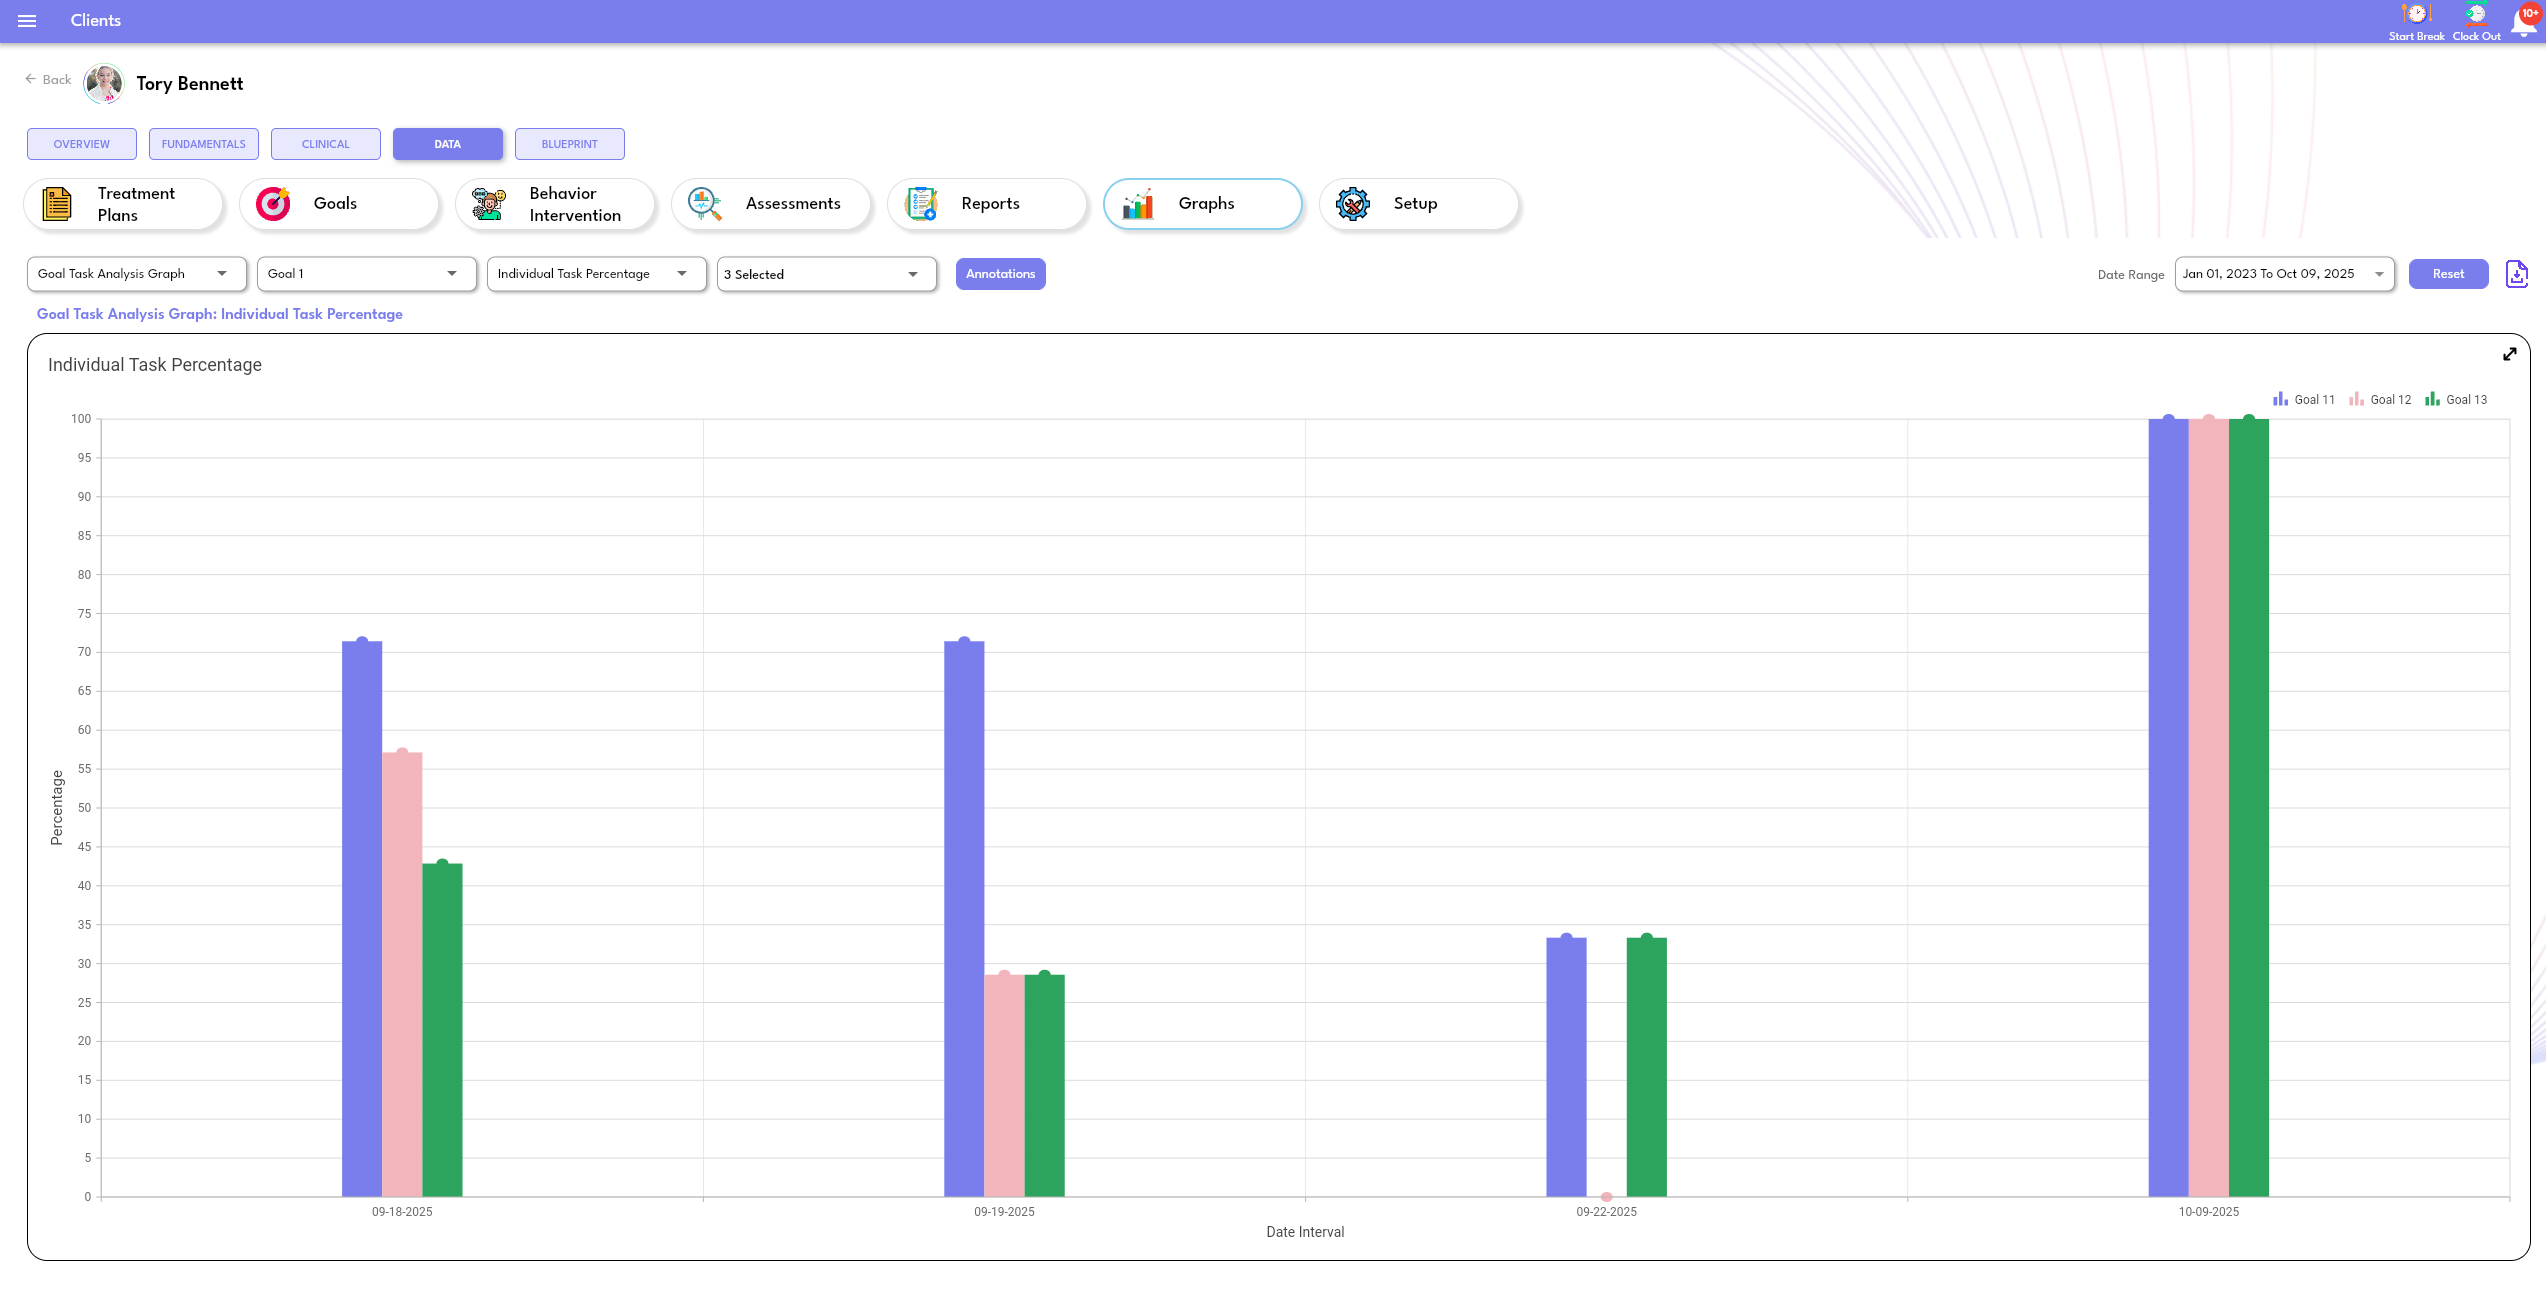 Clients
Start Break
Clock Out
10+
Back
Tory Bennett
OVERVIEW
FUNDAMENTALS
CLINICAL
DATA
BLUEPRINT
Treatment
Plans
Goals
Behavior
Intervention
Assessments
Reports
Graphs
Setup
Goal Task Analysis Graph
Goal 1
Individual Task Percentage
3 Selected
Annotations
Date Range
Jan 01, 2023 To Oct 09, 2025
Reset
Goal Task Analysis Graph: Individual Task Percentage
Individual Task Percentage
Goal 11
Goal 12
Goal 13
100
95
90
85
80
75
70
65
60
55
50
45
40
35
30
25
20
15
10
5
0
Percentage
09-18-2025
09-19-2025
09-22-2025
10-09-2025
Date Interval